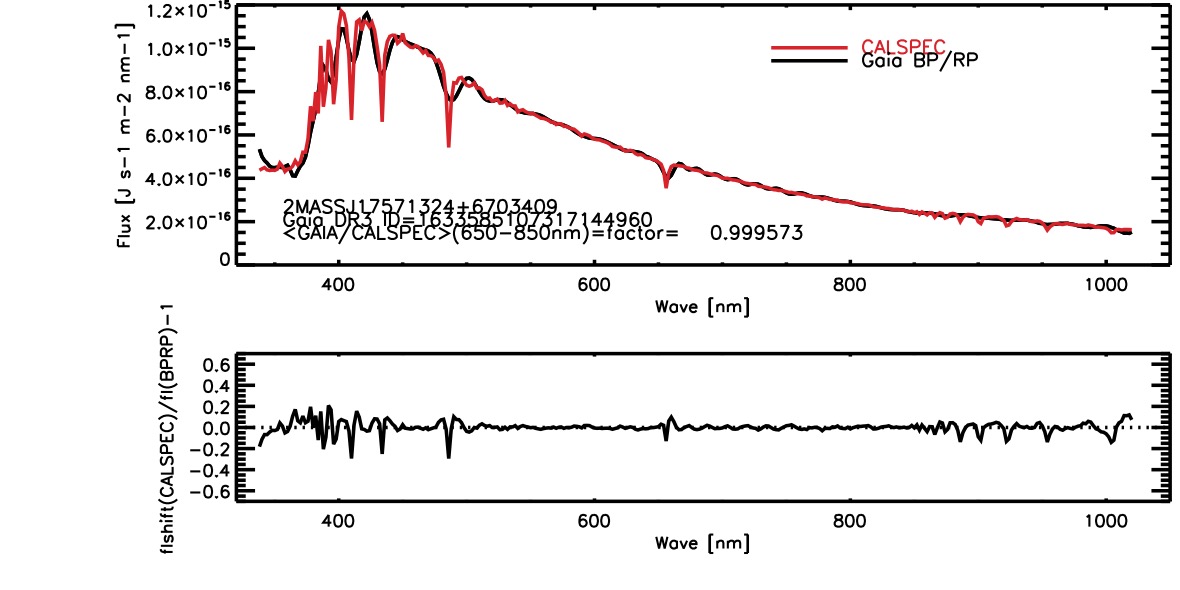 1.2×10−15
1.0×10−15
8.0×10−16
6.0×10−16
4.0×10−16
2.0×10−16
0
Flux [J s−1 m−2 nm−1]
CALSPEC
Gaia BP/RP
2MASSJ17571324+6703409
Gaia DR3 ID=1633585107317144960
<GAIA/CALSPEC>(650−850nm)=factor= 0.999573
400 600 800 1000
Wave [nm]
0.6
0.4
0.2
0.0
−0.2
−0.4
−0.6
flshift(CALSPEC)/fl(BPRP)−1
400 600 800 1000
Wave [nm]